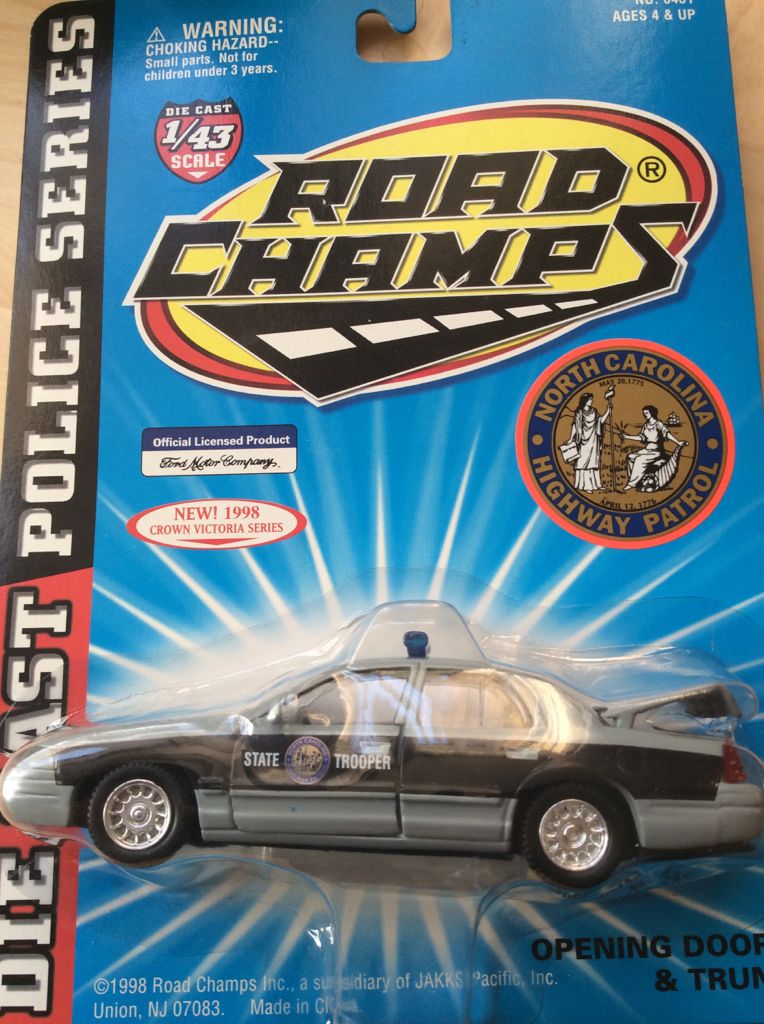 NO. 6401
AGES 4 & UP
WARNING:
CHOKING HAZARD--
Small parts. Not for
children under 3 years.
DIE CAST
1/43
SCALE
ROAD ®
CHAMPS
DIE CAST POLICE SERIES
NORTH CAROLINA
HIGHWAY PATROL
MAY 20, 1775
APRIL 12, 1776
Official Licensed Product
Ford Motor Company
NEW! 1998
CROWN VICTORIA SERIES
STATE TROOPER
OPENING DOOR
& TRUN
©1998 Road Champs Inc., a subsidiary of JAKKS Pacific, Inc.
Union, NJ 07083. Made in China.